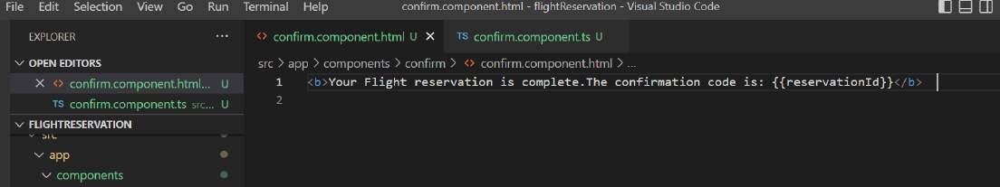 File Edit Selection View Go Run Terminal Help confirm.component.html - flightReservation - Visual Studio Code
EXPLORER ...
OPEN EDITORS
<> confirm.component.html... U
TS confirm.component.ts src... U
FLIGHTRESERVATION
src
app
components
<> confirm.component.html U X TS confirm.component.ts U
src > app > components > confirm > <> confirm.component.html > ...
1 <b>Your Flight reservation is complete.The confirmation code is: {{reservationId}}</b>
2